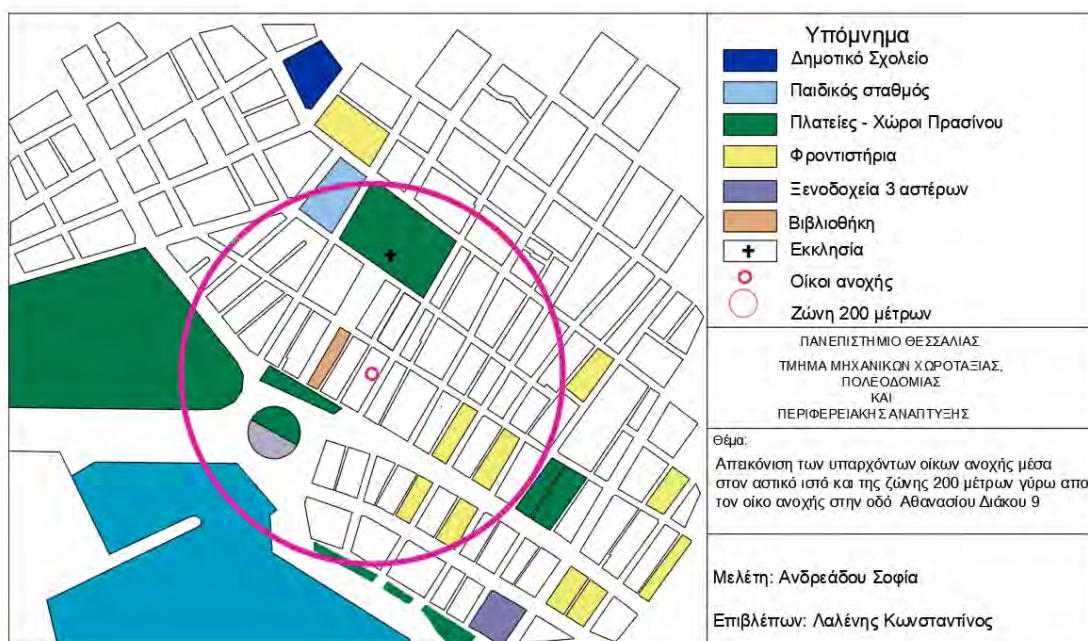 Υπόμνημα
Δημοτικό Σχολείο
Παιδικός σταθμός
Πλατείες - Χώροι Πρασίνου
Φροντιστήρια
Ξενοδοχεία 3 αστέρων
Βιβλιοθήκη
Εκκλησία
Οίκοι ανοχής
Ζώνη 200 μέτρων
ΠΑΝΕΠΙΣΤΗΜΙΟ ΘΕΣΣΑΛΙΑΣ
ΤΜΗΜΑ ΜΗΧΑΝΙΚΩΝ ΧΩΡΟΤΑΞΙΑΣ,
ΠΟΛΕΟΔΟΜΙΑΣ
ΚΑΙ
ΠΕΡΙΦΕΡΕΙΑΚΗΣ ΑΝΑΠΤΥΞΗΣ
Θέμα:
Απεικόνιση των υπαρχόντων οίκων ανοχής μέσα
στον αστικό ιστό και της ζώνης 200 μέτρων γύρω απο
τον οίκο ανοχής στην οδό Αθανασίου Διάκου 9
Μελέτη: Ανδρεάδου Σοφία
Επιβλέπων: Λαλένης Κωνσταντίνος